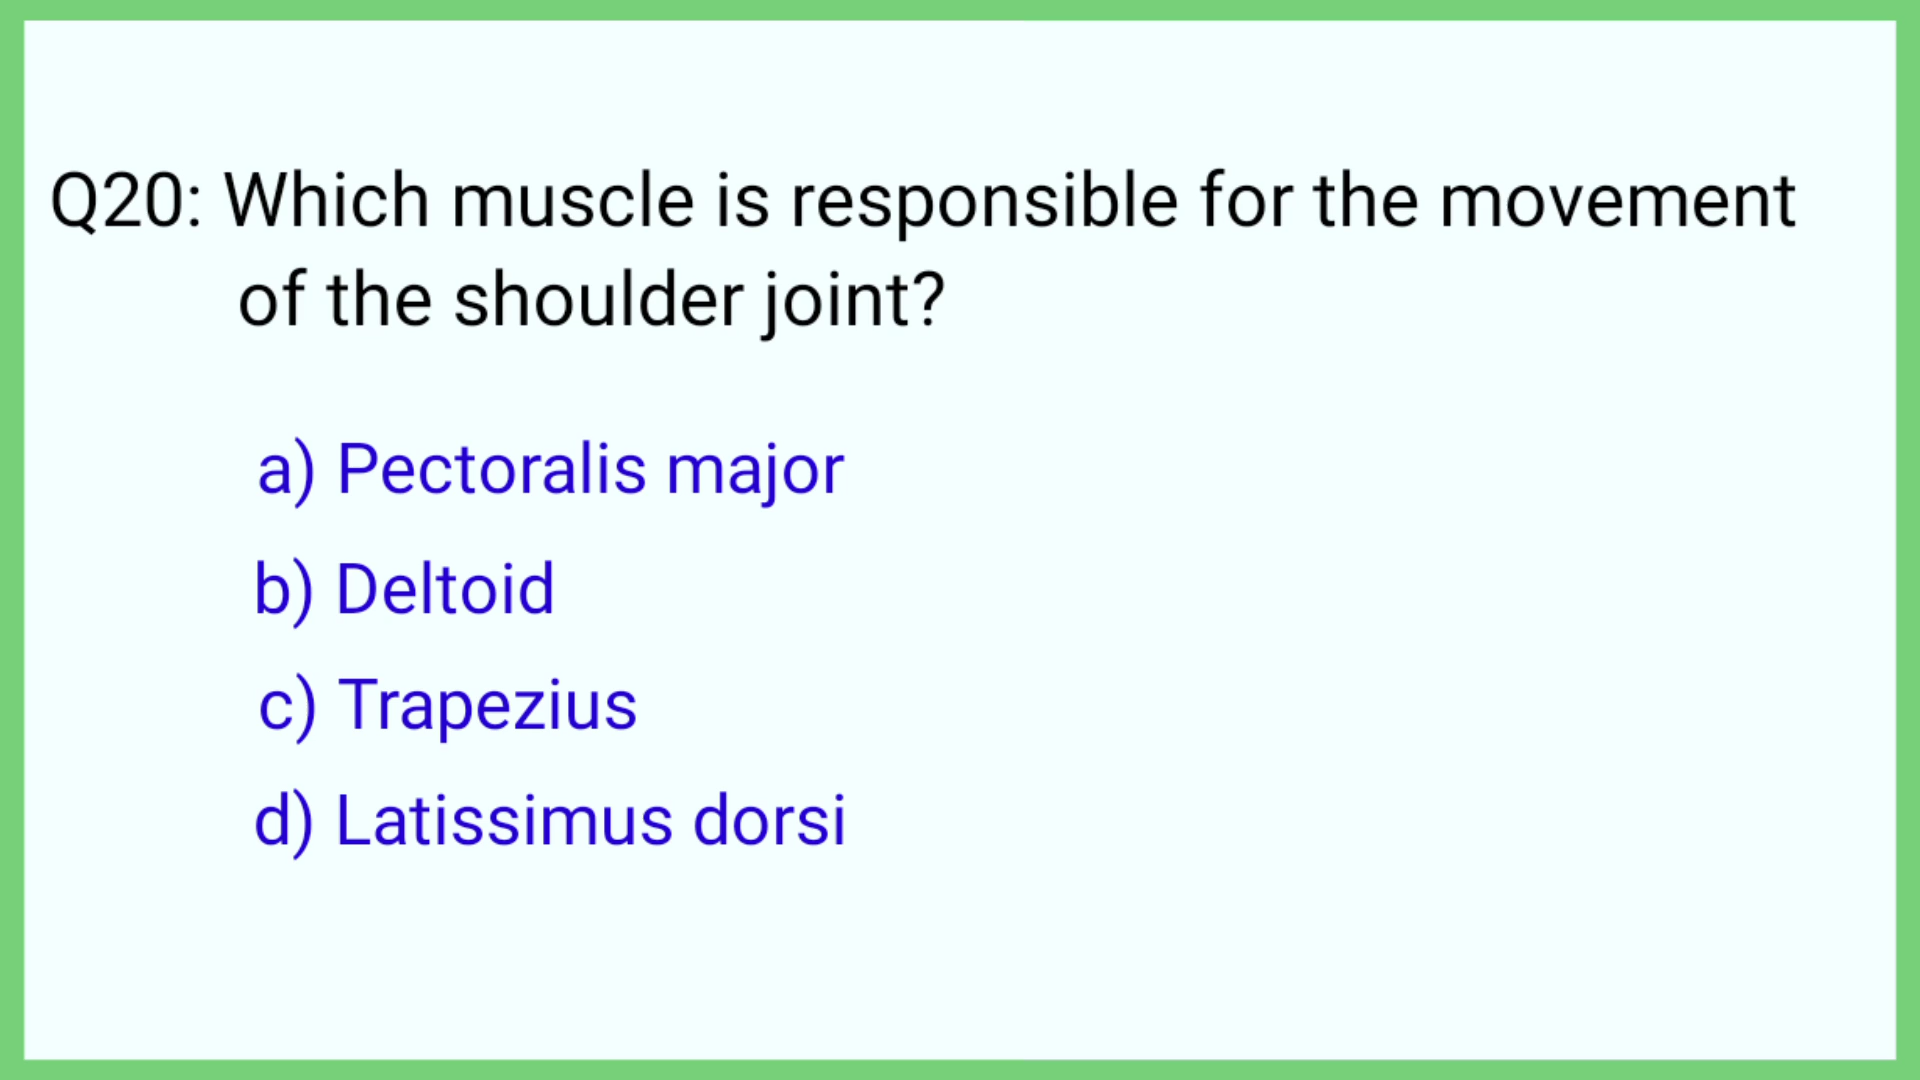 Q20: Which muscle is responsible for the movement
of the shoulder joint?
a) Pectoralis major
b) Deltoid
c) Trapezius
d) Latissimus dorsi